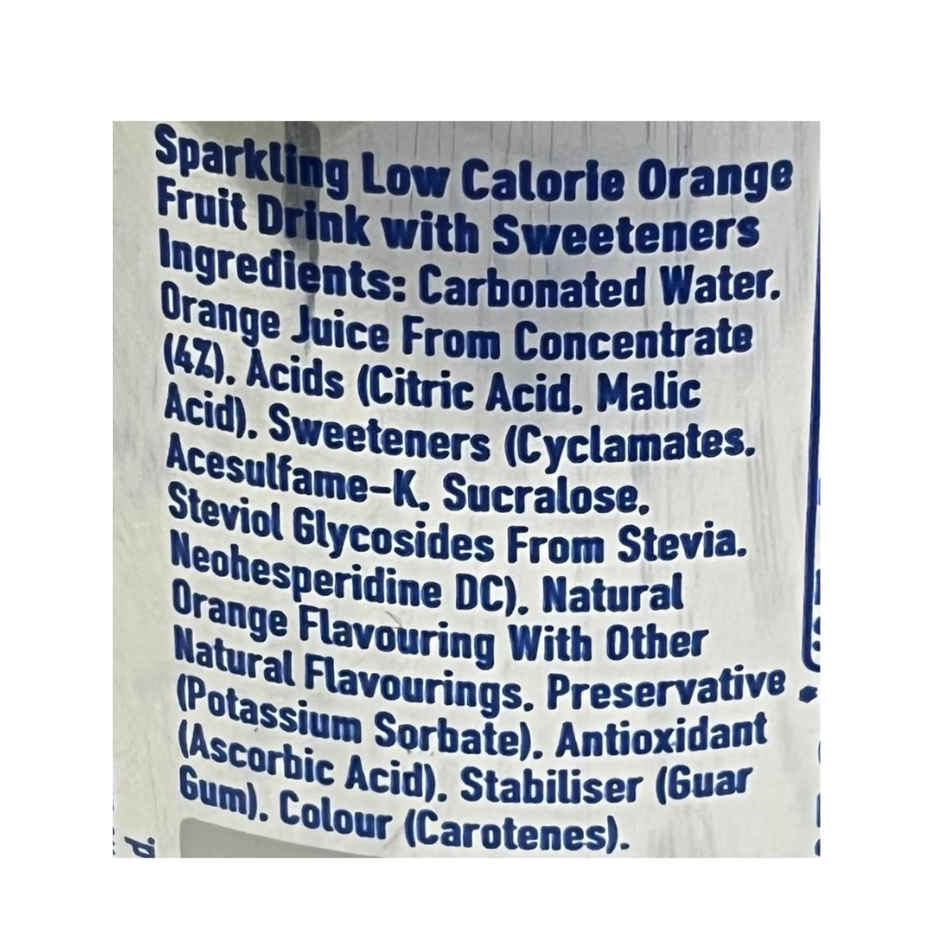 Sparkling Low Calorie Orange
Fruit Drink with Sweeteners
Ingredients: Carbonated Water,
Orange Juice From Concentrate
(4%), Acids (Citric Acid, Malic
Acid), Sweeteners (Cyclamates,
Acesulfame-K, Sucralose,
Steviol Glycosides From Stevia,
Neohesperidine DC), Natural
Orange Flavouring With Other
Natural Flavourings, Preservative
(Potassium Sorbate), Antioxidant
(Ascorbic Acid), Stabiliser (Guar
Gum), Colour (Carotenes).